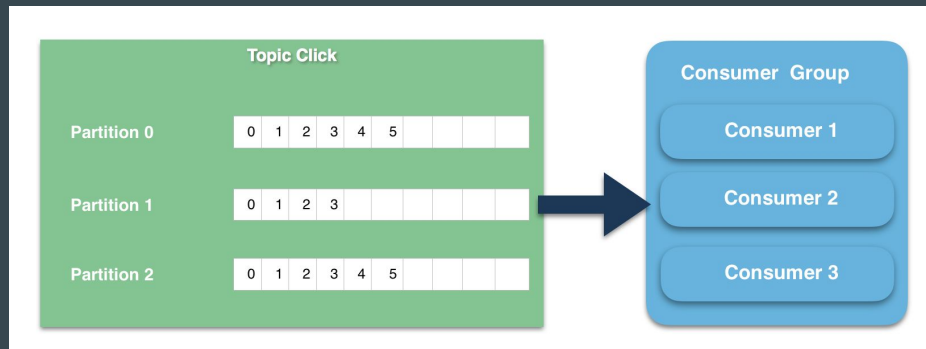 Topic Click
Partition 0
0 1 2 3 4 5
Partition 1
0 1 2 3
Partition 2
0 1 2 3 4 5
Consumer Group
Consumer 1
Consumer 2
Consumer 3